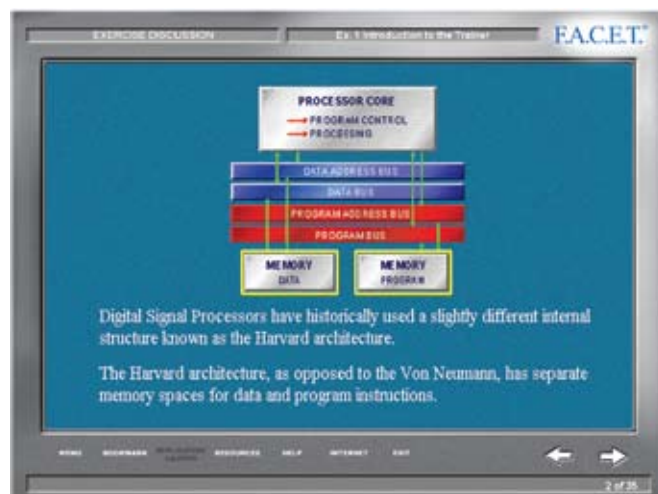 EXERCISE DISCUSSION
Ex. 1 Introduction to the Trainer
F.A.C.E.T.
PROCESSOR CORE
PROGRAM CONTROL
PROCESSING
DATA ADDRESS BUS
DATA BUS
PROGRAM ADDRESS BUS
PROGRAM BUS
MEMORY
DATA
MEMORY
PROGRAM
Digital Signal Processors have historically used a slightly different internal
structure known as the Harvard architecture.
The Harvard architecture, as opposed to the Von Neumann, has separate
memory spaces for data and program instructions.
MENU
BOOKMARK
RESOURCES
HELP
INTERNET
EXIT
2 of 35